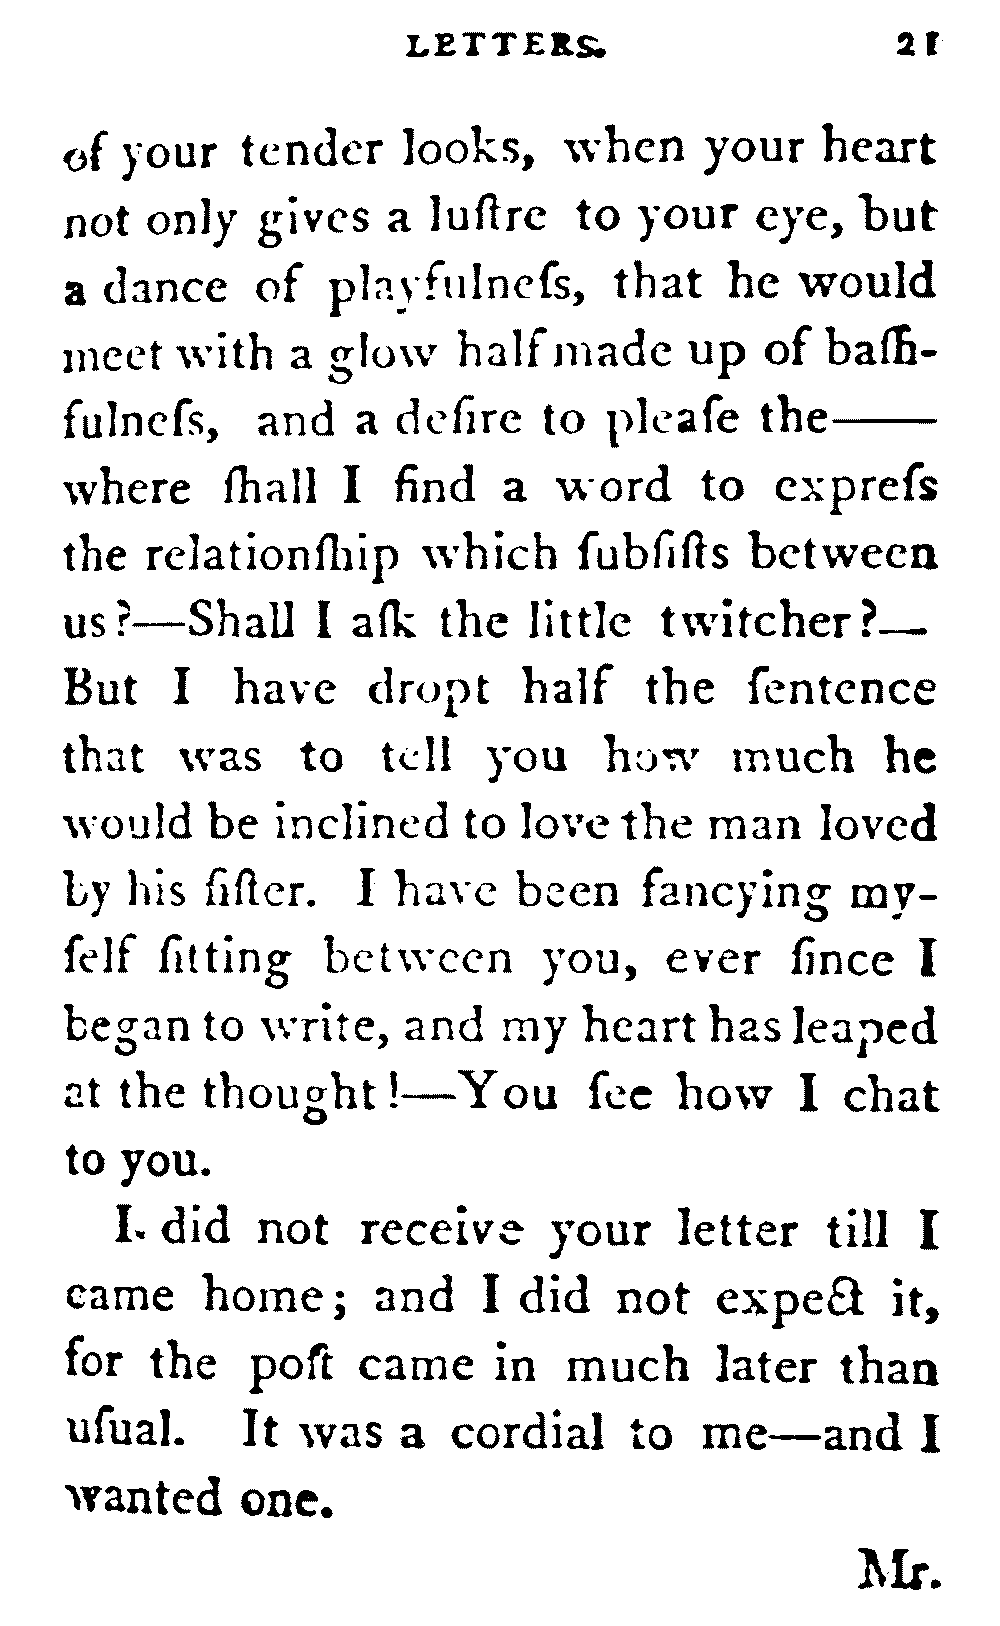 LETTERS. 21
of your tender looks, when your heart
not only gives a luſtre to your eye, but
a dance of playfulneſs, that he would
meet with a glow half made up of baſh-
fulneſs, and a deſire to pleaſe the——
where ſhall I find a word to expreſs
the relationſhip which ſubſiſts between
us?—Shall I aſk the little twitcher?—
But I have dropt half the ſentence
that was to tell you how much he
would be inclined to love the man loved
by his ſiſter. I have been fancying my-
ſelf ſitting between you, ever ſince I
began to write, and my heart has leaped
at the thought!—You ſee how I chat
to you.
I did not receive your letter till I
came home; and I did not expect it,
for the poſt came in much later than
uſual. It was a cordial to me—and I
wanted one.
Mr.